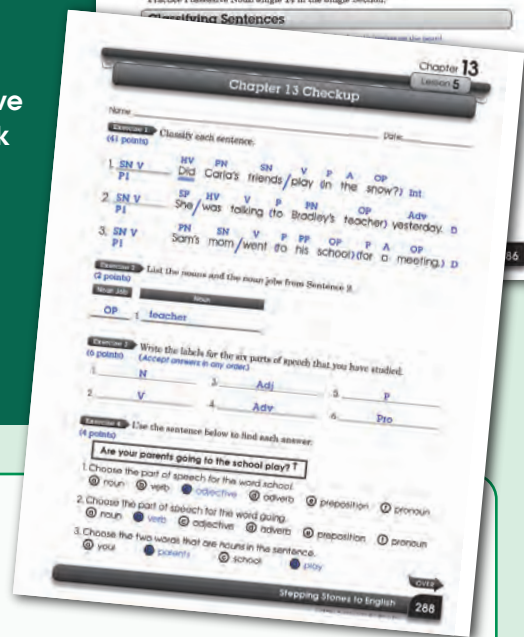 Classifying Sentences
ve
k
Chapter 13
Lesson 5
Chapter 13 Checkup
Name
Date:
Exercise 1 Classify each sentence.
(41 points)
HV PN SN V P A OP
1. SN V Did Carla's friends / play (in the snow?) Int
P1
SP HV V P PN OP Adv
2. SN V She / was talking (to Bradley's teacher) yesterday. D
P1
PN SN V P PP OP P A OP
3. SN V Sam's mom / went (to his school) (for a meeting.) D
P1
86
Exercise 2 List the nouns and the noun jobs from Sentence 2.
(2 points)
Noun Job Noun
OP 1. teacher
Exercise 3 Write the labels for the six parts of speech that you have studied.
(6 points) (Accept answers in any order.)
1. N 3. Adj 5. P
2. V 4. Adv 6. Pro
Exercise 4 Use the sentence below to find each answer.
(4 points)
Are your parents going to the school play?
1. Choose the part of speech for the word school.
a noun b verb adjective d adverb e preposition f pronoun
2. Choose the part of speech for the word going.
a noun verb c adjective d adverb e preposition f pronoun
3. Choose the two words that are nouns in the sentence.
a your parents c school play
OVER
Stepping Stones to English 288